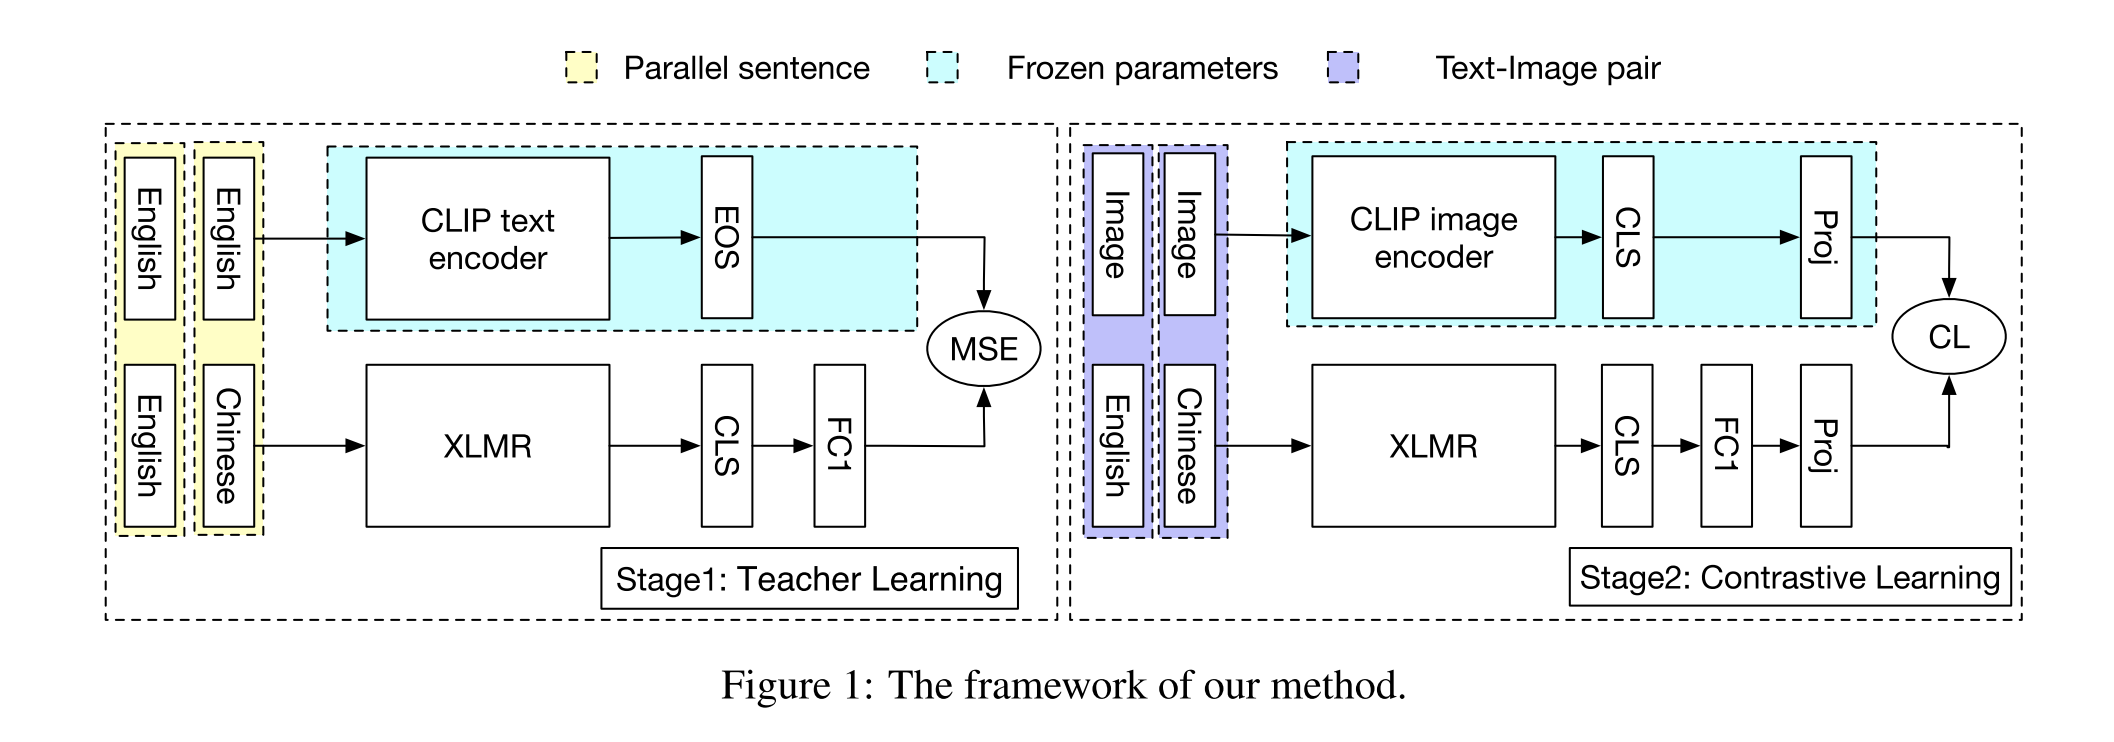 Parallel sentence
Frozen parameters
Text-Image pair
English
English
CLIP text
encoder
EOS
MSE
English
Chinese
XLMR
CLS
FC1
Stage1: Teacher Learning
Image
Image
CLIP image
encoder
CLS
Proj
CL
English
Chinese
XLMR
CLS
FC1
Proj
Stage2: Contrastive Learning
Figure 1: The framework of our method.